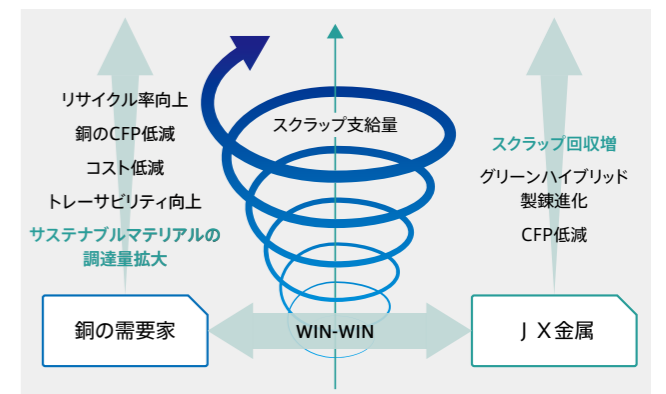 リサイクル率向上
銅のCFP低減
コスト低減
トレーサビリティ向上
サステナブルマテリアルの
調達量拡大
スクラップ支給量
スクラップ回収増
グリーンハイブリッド
製錬進化
CFP低減
銅の需要家
WIN-WIN
JX金属